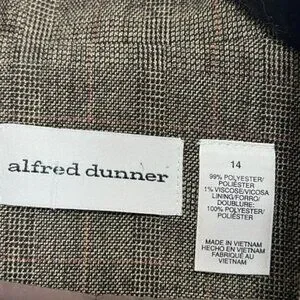 alfred dunner
14
99% POLYESTER/
POLIÉSTER
1% VISCOSE/VICOSA
LINING/FORRO/
DOUBLURE:
100% POLYESTER/
POLIÉSTER
MADE IN VIETNAM
HECHO EN VIETNAM
FABRIQUÉ AU
VIETNAM